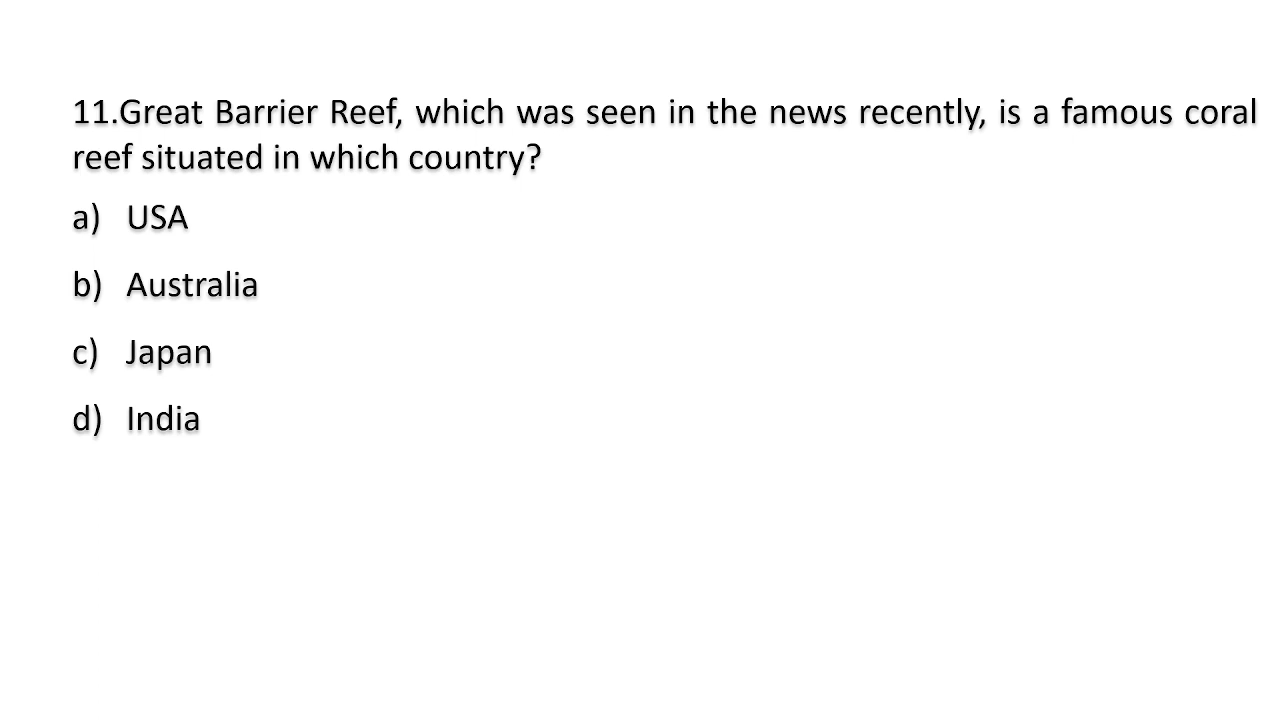 11.Great Barrier Reef, which was seen in the news recently, is a famous coral
reef situated in which country?
a) USA
b) Australia
c) Japan
d) India